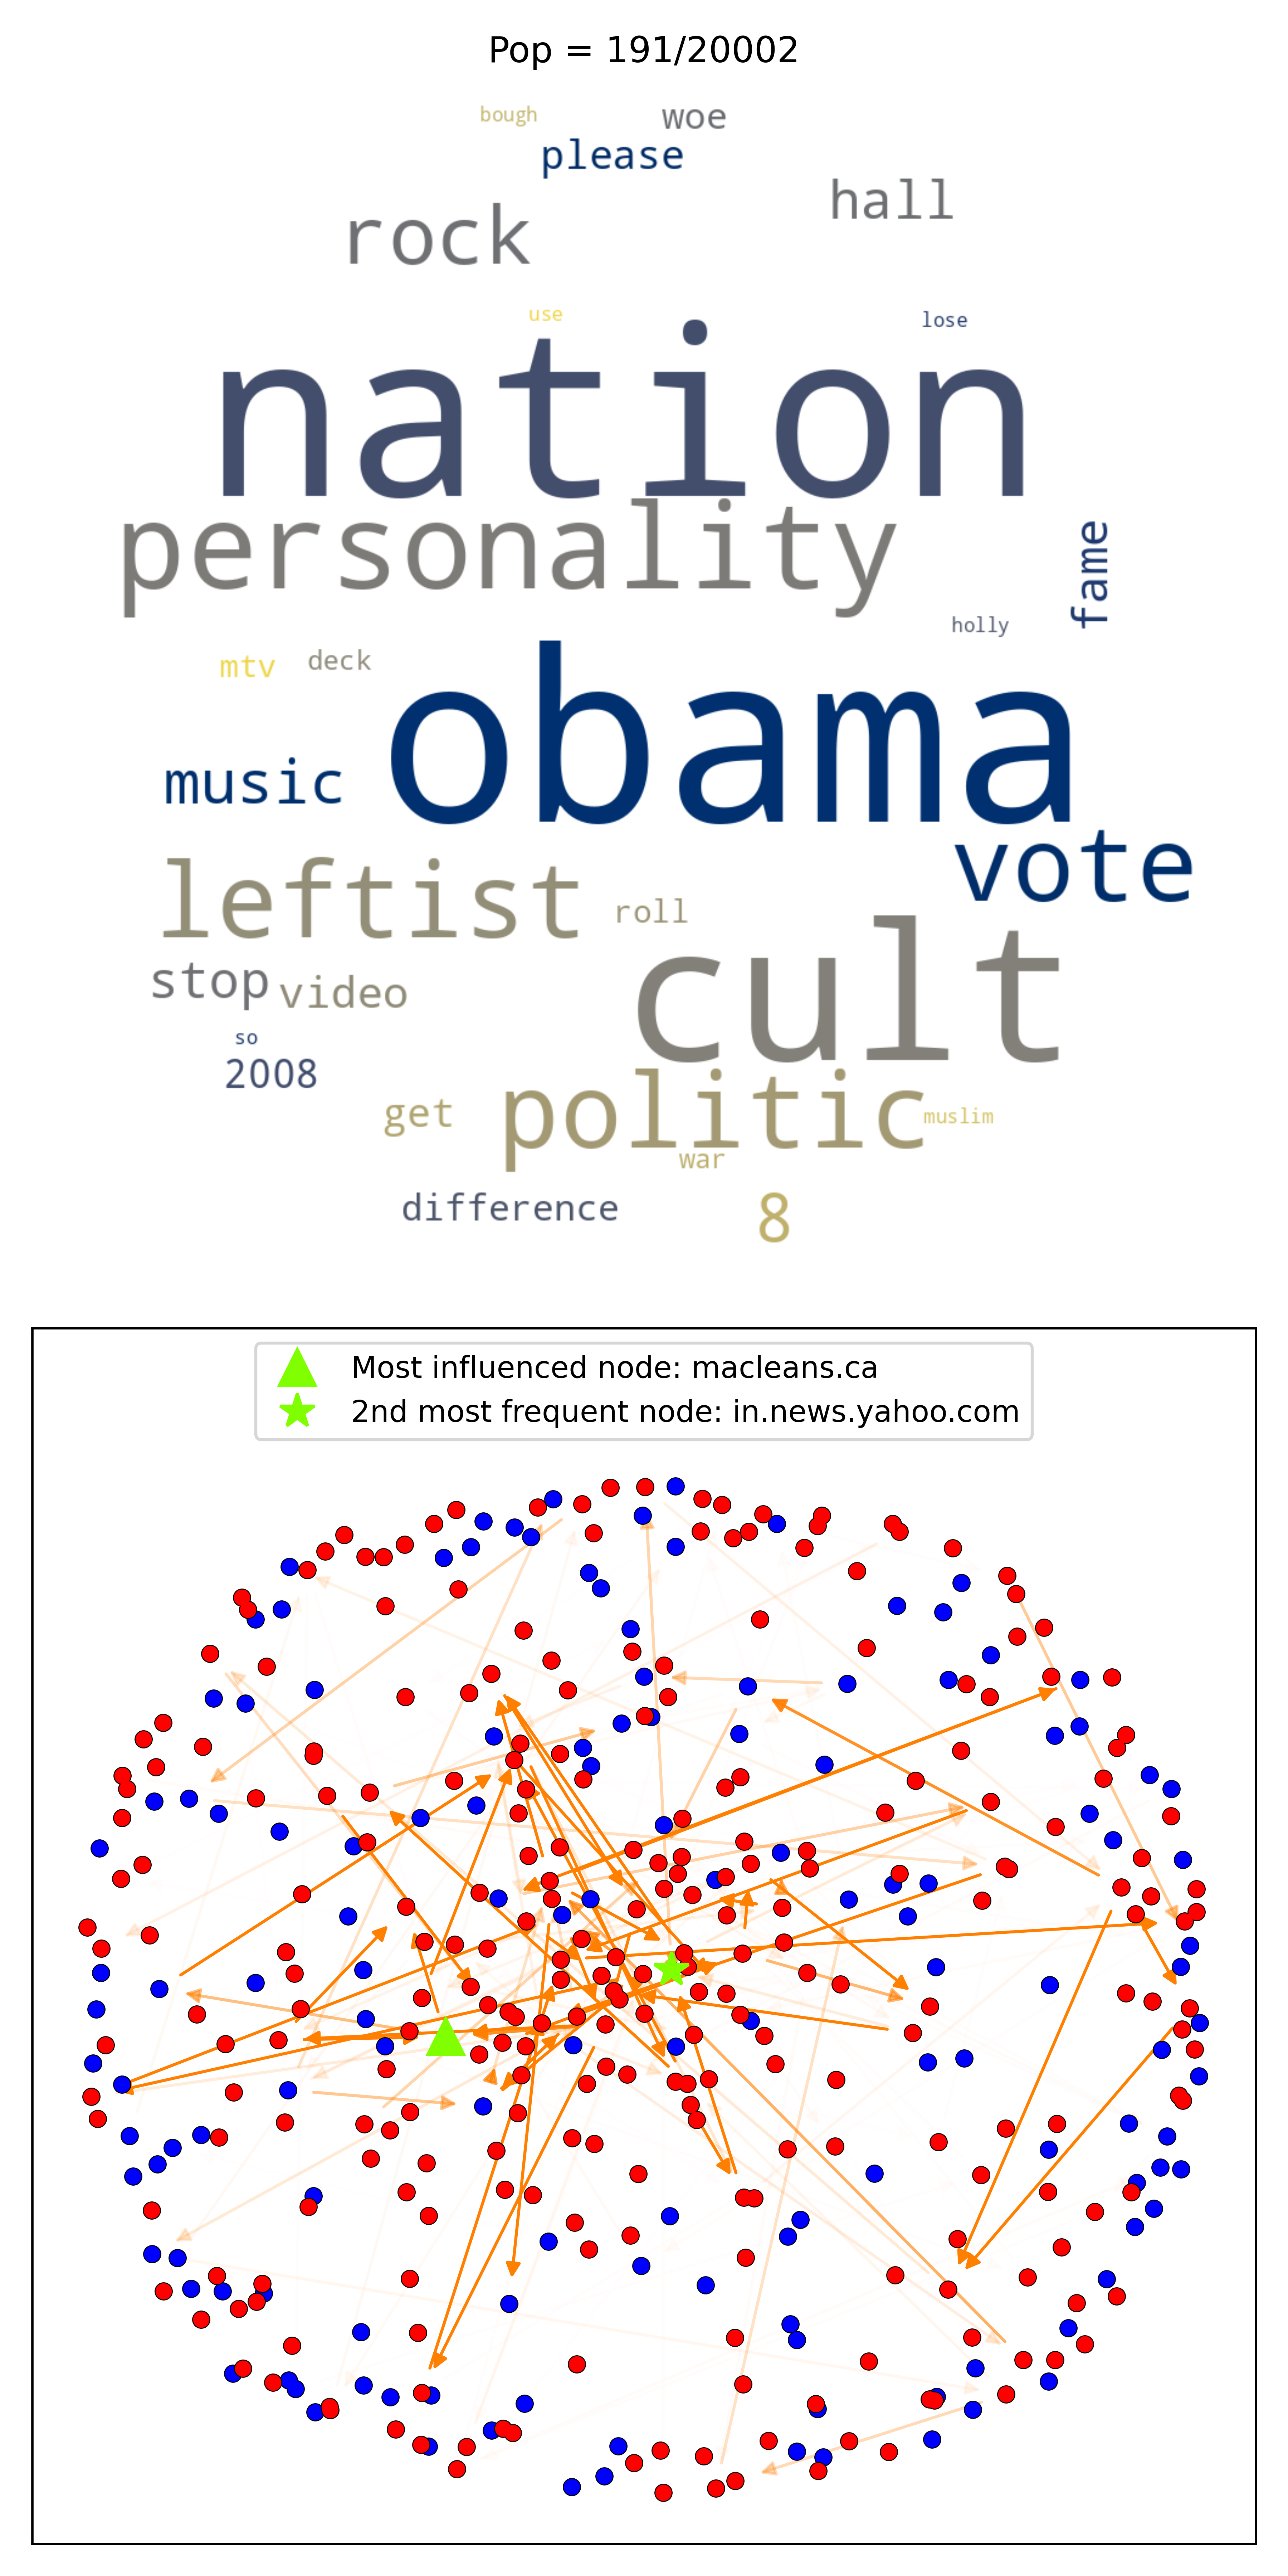 Pop = 191/20002
bough
woe
please
hall
rock
use
lose
nation
personality
fame
holly
mtv
deck
obama
music
vote
leftist
roll
cult
stop
video
so
2008
get
politic
muslim
war
difference
8
Most influenced node: macleans.ca
2nd most frequent node: in.news.yahoo.com